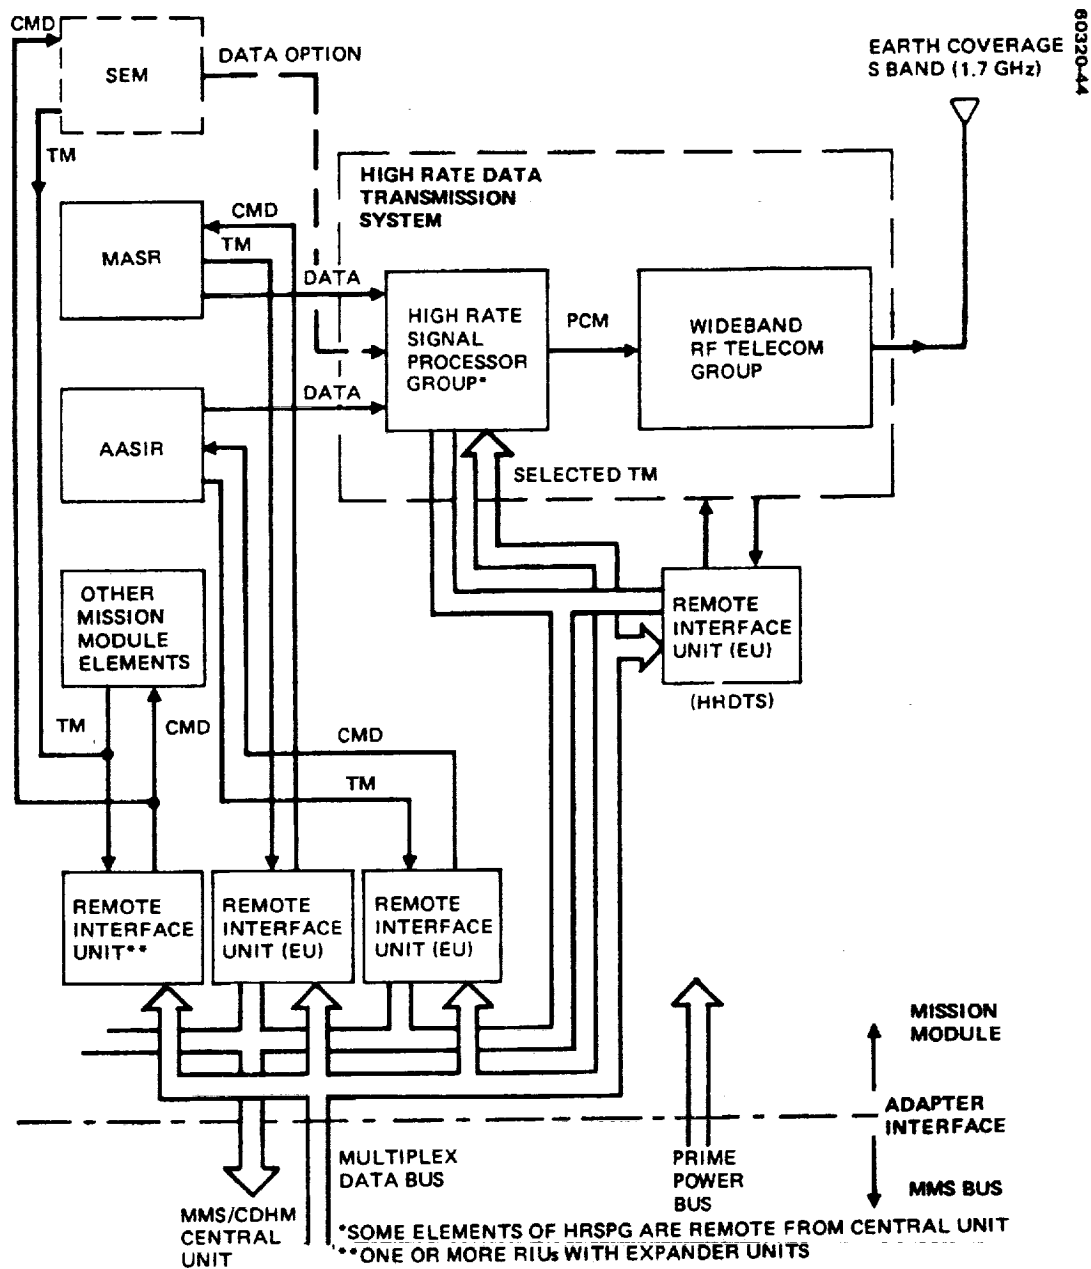 60320-44
CMD
SEM
DATA OPTION
EARTH COVERAGE
S BAND (1.7 GHz)
TM
HIGH RATE DATA
TRANSMISSION
SYSTEM
MASR
CMD
TM
DATA
HIGH RATE
SIGNAL
PROCESSOR
GROUP*
PCM
WIDEBAND
RF TELECOM
GROUP
AASIR
DATA
SELECTED TM
OTHER
MISSION
MODULE
ELEMENTS
REMOTE
INTERFACE
UNIT (EU)
(HRDTS)
TM
CMD
CMD
TM
REMOTE
INTERFACE
UNIT**
REMOTE
INTERFACE
UNIT (EU)
REMOTE
INTERFACE
UNIT (EU)
MISSION
MODULE
ADAPTER
INTERFACE
MULTIPLEX
DATA BUS
PRIME
POWER
BUS
MMS BUS
MMS/CDHM
CENTRAL
UNIT
*SOME ELEMENTS OF HRSPG ARE REMOTE FROM CENTRAL UNIT
**ONE OR MORE RIUs WITH EXPANDER UNITS